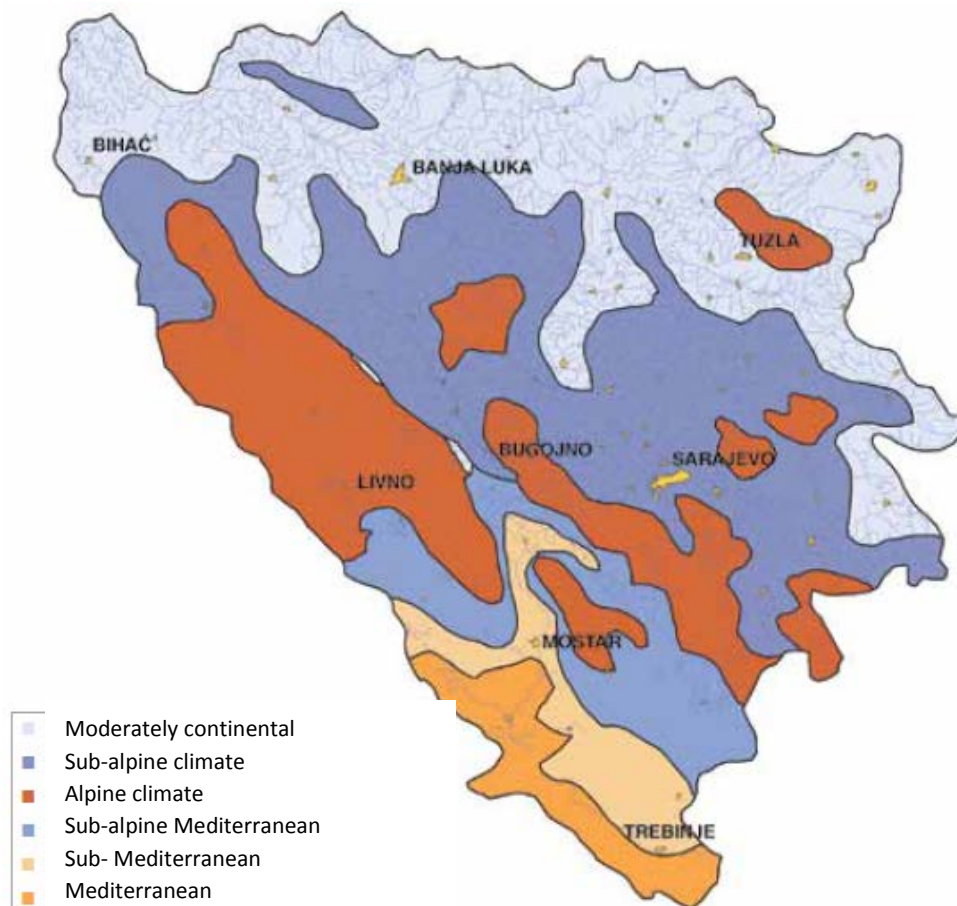 BIHAĆ
BANJA LUKA
TUZLA
BUGOJNO
SARAJEVO
LIVNO
MOSTAR
TREBINJE
Moderately continental
Sub-alpine climate
Alpine climate
Sub-alpine Mediterranean
Sub- Mediterranean
Mediterranean